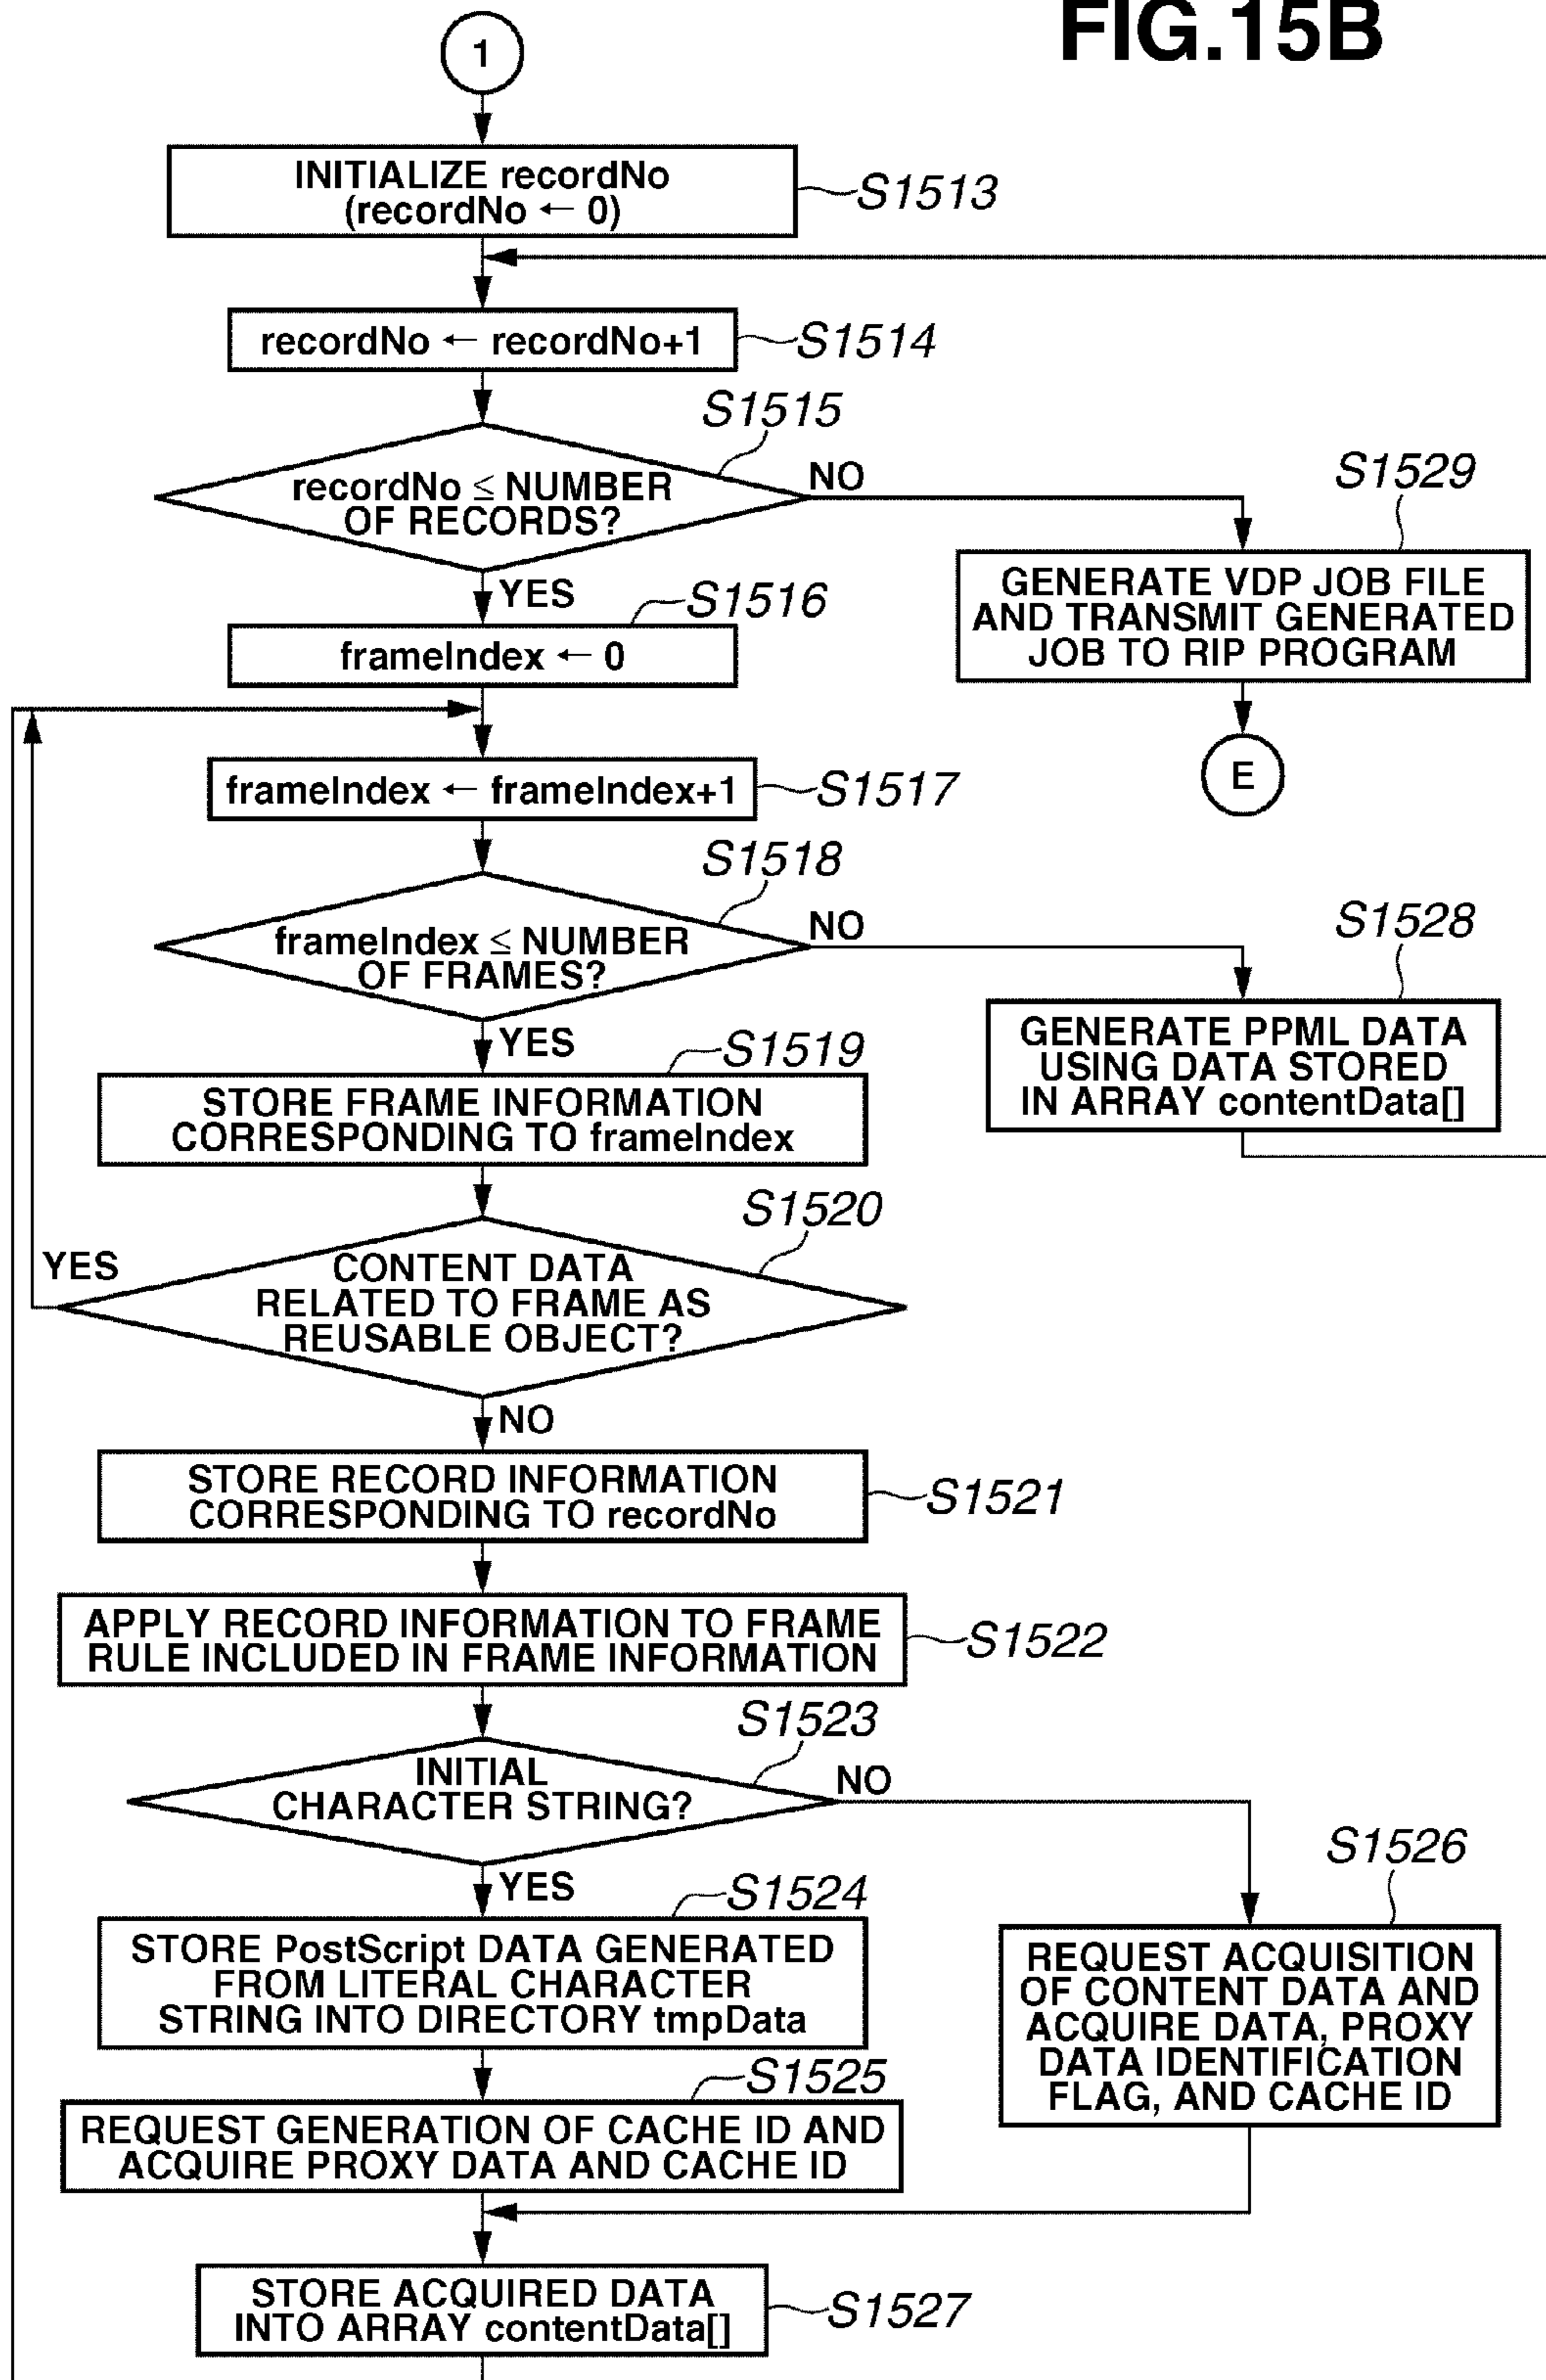 FIG.15B
1
INITIALIZE recordNo
(recordNo ← 0)
S1513
recordNo ← recordNo+1
S1514
S1515
recordNo ≤ NUMBER
OF RECORDS?
NO
YES
S1529
GENERATE VDP JOB FILE
AND TRANSMIT GENERATED
JOB TO RIP PROGRAM
E
S1516
frameIndex ← 0
frameIndex ← frameIndex+1
S1517
S1518
frameIndex ≤ NUMBER
OF FRAMES?
NO
YES
S1528
GENERATE PPML DATA
USING DATA STORED
IN ARRAY contentData[]
S1519
STORE FRAME INFORMATION
CORRESPONDING TO frameIndex
S1520
YES
CONTENT DATA
RELATED TO FRAME AS
REUSABLE OBJECT?
NO
STORE RECORD INFORMATION
CORRESPONDING TO recordNo
S1521
APPLY RECORD INFORMATION TO FRAME
RULE INCLUDED IN FRAME INFORMATION
S1522
S1523
INITIAL
CHARACTER STRING?
NO
YES
S1524
STORE PostScript DATA GENERATED
FROM LITERAL CHARACTER
STRING INTO DIRECTORY tmpData
S1526
REQUEST ACQUISITION
OF CONTENT DATA AND
ACQUIRE DATA, PROXY
DATA IDENTIFICATION
FLAG, AND CACHE ID
S1525
REQUEST GENERATION OF CACHE ID AND
ACQUIRE PROXY DATA AND CACHE ID
STORE ACQUIRED DATA
INTO ARRAY contentData[]
S1527